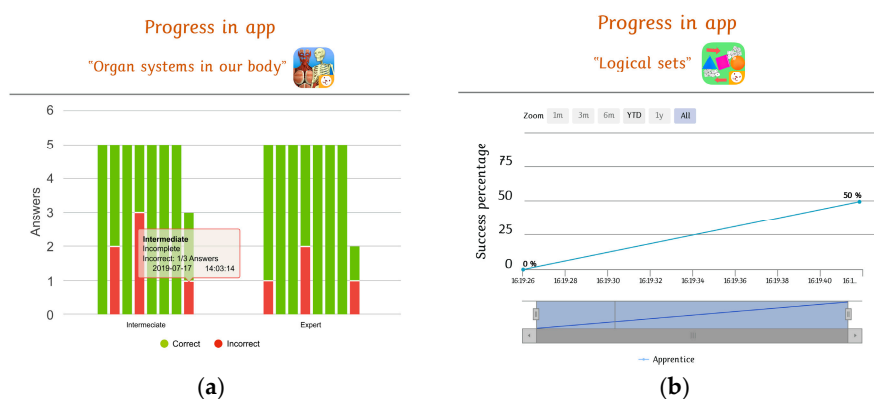 Progress in app
"Organ systems in our body"
6
5
4
3
2
1
0
Answers
Intermediate
Incomplete
Incorrect: 1/3 Answers
2019-07-17 14:03:14
Intermeciate
Expert
Correct
Incorrect
(a)
Progress in app
"Logical sets"
Zoom 1m 3m 6m YTD 1y All
Success percentage
75
50
25
0
50 %
0 %
16:19:26 16:19:28 16:19:30 16:19:32 16:19:34 16:19:36 16:19:38 16:19:40 16:1...
Apprentice
(b)